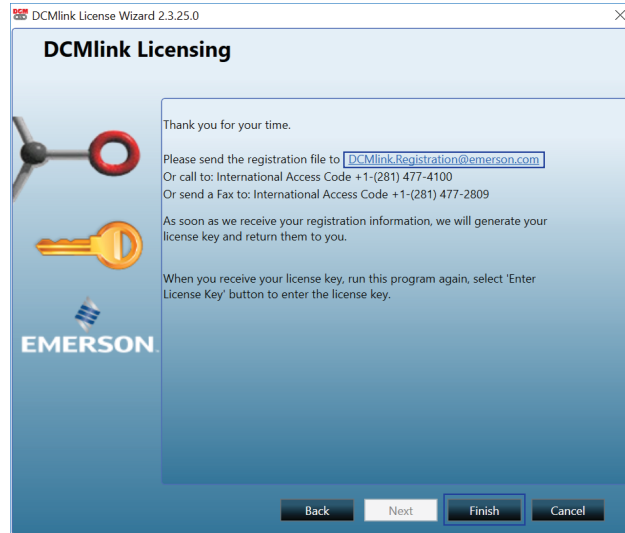 DCM
DCMlink License Wizard 2.3.25.0
DCMlink Licensing
Thank you for your time.
Please send the registration file to DCMlink.Registration@emerson.com
Or call to: International Access Code +1-(281) 477-4100
Or send a Fax to: International Access Code +1-(281) 477-2809
As soon as we receive your registration information, we will generate your
license key and return them to you.
When you receive your license key, run this program again, select 'Enter
License Key' button to enter the license key.
EMERSON.
Back Next Finish Cancel